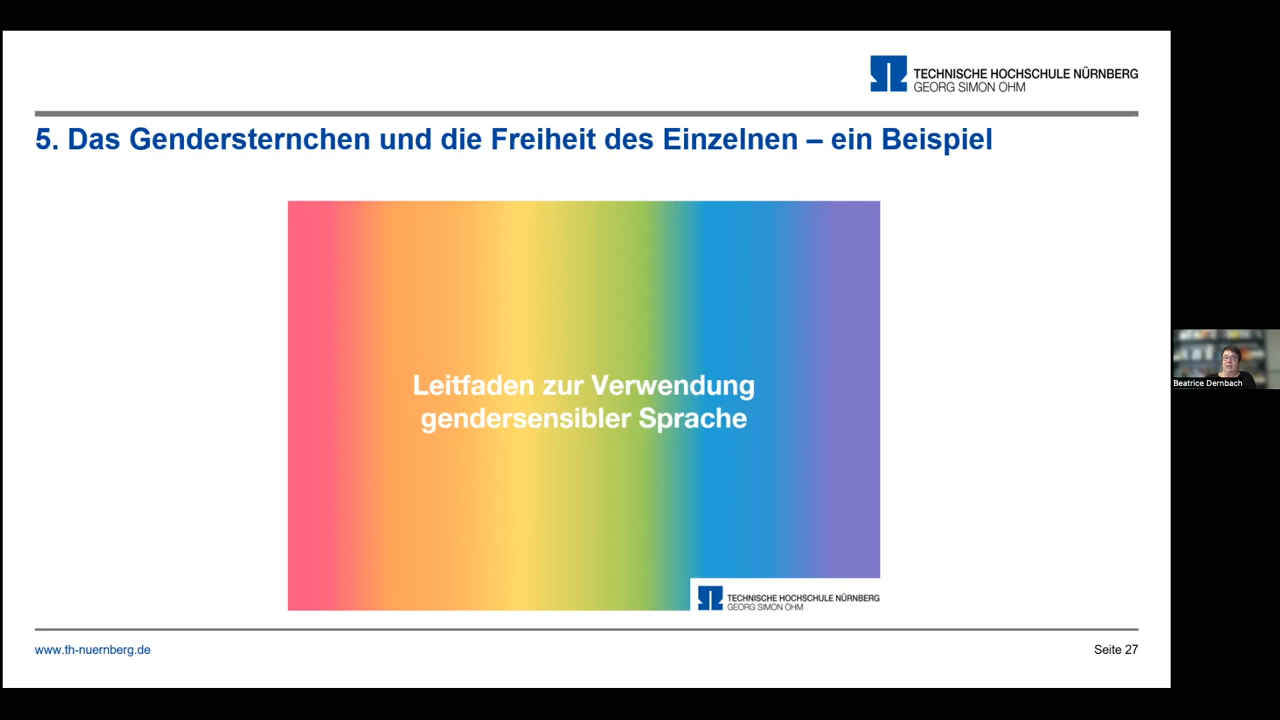 TECHNISCHE HOCHSCHULE NÜRNBERG
GEORG SIMON OHM
5. Das Gendersternchen und die Freiheit des Einzelnen – ein Beispiel
Leitfaden zur Verwendung
gendersensibler Sprache
TECHNISCHE HOCHSCHULE NÜRNBERG
GEORG SIMON OHM
Beatrice Dernbach
www.th-nuernberg.de
Seite 27